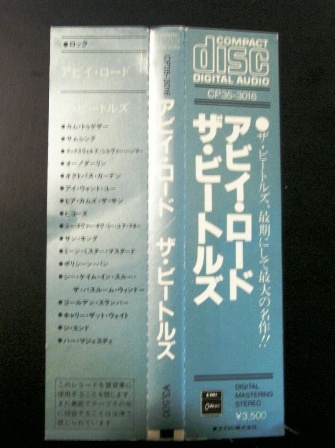 ●ロック
アビイ・ロード
ザ・ビートルズ
●カム・トゥゲザー
●サムシング
●マックスウェルズ・シルヴァー・ハンマー
●オー！ダーリン
●オクトパス・ガーデン
●アイ・ウォント・ユー
●ヒア・カムズ・ザ・サン
●ビコーズ
●ユー・ネヴァー・ギヴ・ミー・ユア・マネー
●サン・キング
●ミーン・ミスター・マスタード
●ポリシーン・パン
●シー・ケイム・イン・スルー・
ザ・バスルーム・ウィンドー
●ゴールデン・スランバー
●キャリー・ザット・ウェイト
●ジ・エンド
●ハー・マジェスティ
CP35-3016
アビイ・ロード／ザ・ビートルズ
¥3,500
COMPACT
disc
DIGITAL AUDIO
CP35-3016
●ザ・ビートルズ、最期にして最大の名作!!
アビイ・ロード
ザ・ビートルズ
Odeon
DIGITAL
MASTERING
STEREO
¥3,500